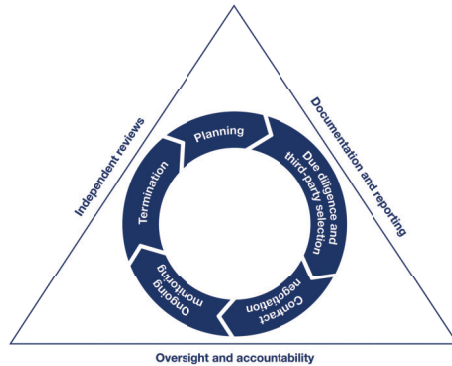 Independent reviews
Documentation and reporting
Planning
Due diligence and
third-party selection
Contract
negotiation
Ongoing
monitoring
Termination
Oversight and accountability